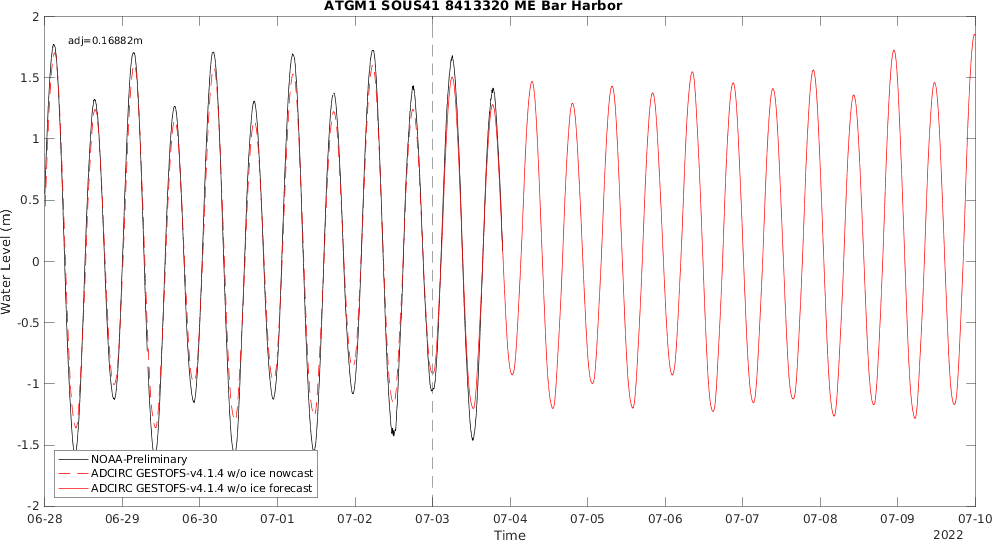 ATGM1 SOUS41 8413320 ME Bar Harbor
adj=0.16882m
2
1.5
1
0.5
0
-0.5
-1
-1.5
-2
Water Level (m)
NOAA-Preliminary
ADCIRC GESTOFS-v4.1.4 w/o ice nowcast
ADCIRC GESTOFS-v4.1.4 w/o ice forecast
06-28 06-29 06-30 07-01 07-02 07-03 07-04 07-05 07-06 07-07 07-08 07-09 07-10
Time
2022